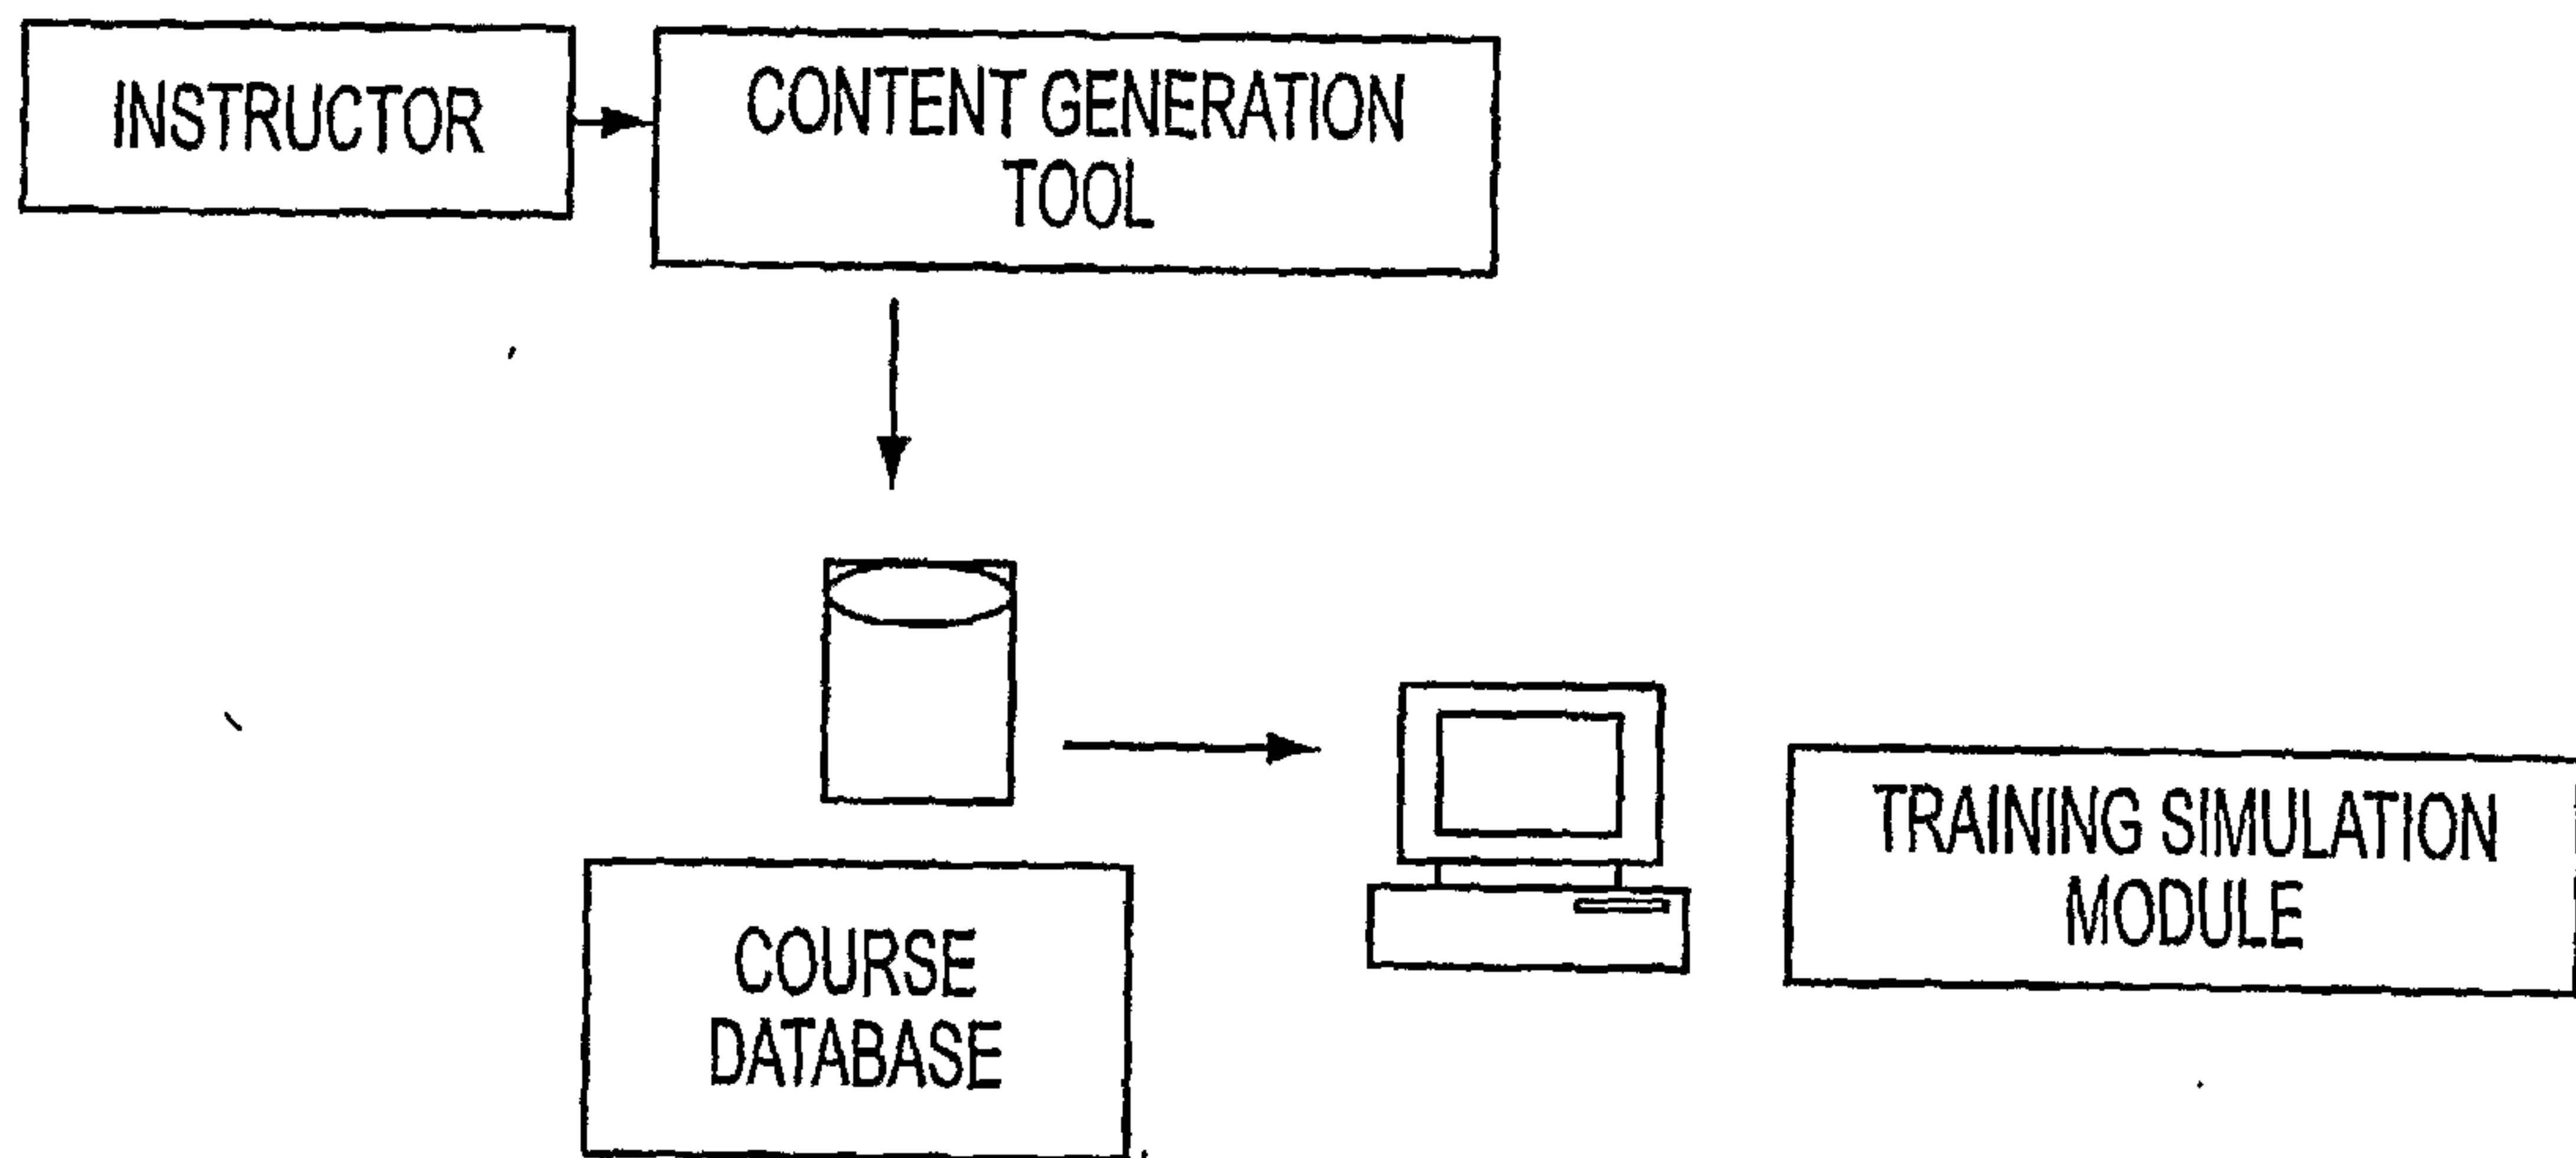 INSTRUCTOR
CONTENT GENERATION
TOOL
TRAINING SIMULATION
MODULE
COURSE
DATABASE